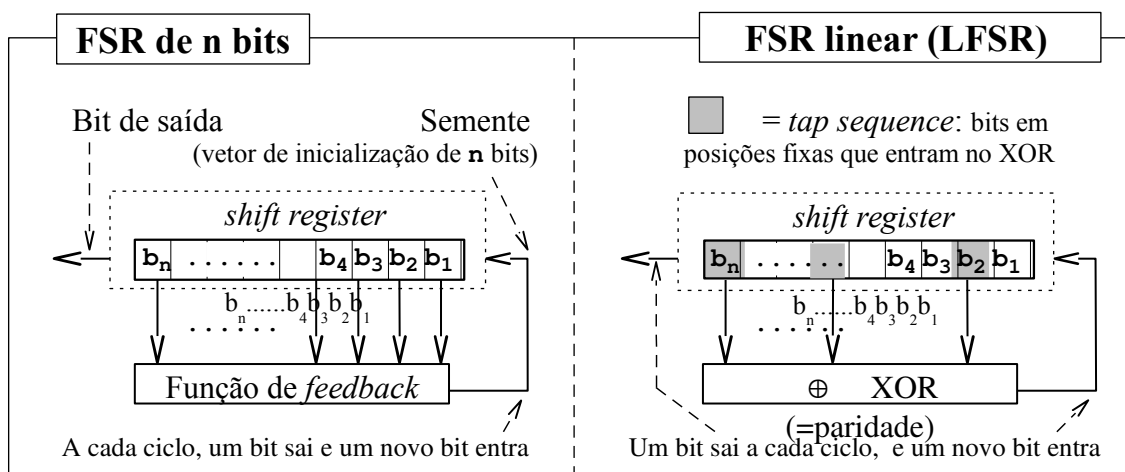 FSR de n bits
Bit de saída
Semente
(vetor de inicialização de n bits)
shift register
bn ...... b4 b3 b2 b1
bn......b4b3b2b1
......
Função de feedback
A cada ciclo, um bit sai e um novo bit entra
FSR linear (LFSR)
= tap sequence: bits em
posições fixas que entram no XOR
shift register
bn ...... b4 b3 b2 b1
bn......b4b3b2b1
......
⊕ XOR
(=paridade)
Um bit sai a cada ciclo, e um novo bit entra